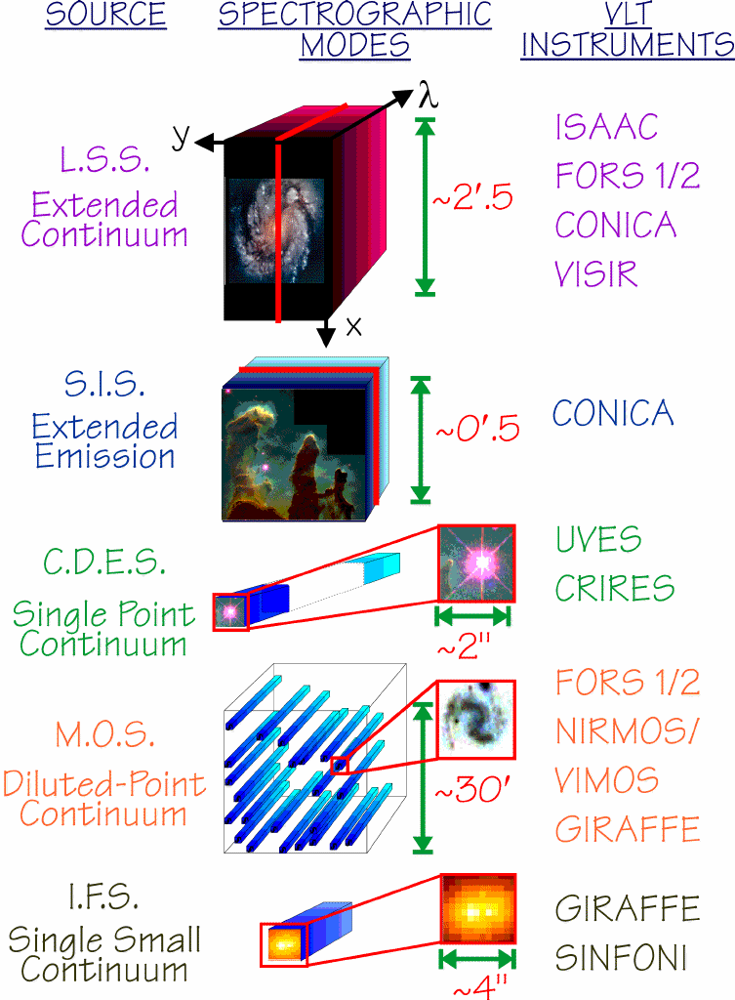 SOURCE
SPECTROGRAPHIC
MODES
VLT
INSTRUMENTS
L.S.S.
Extended
Continuum
y
λ
x
~2'.5
ISAAC
FORS 1/2
CONICA
VISIR
S.I.S.
Extended
Emission
~0'.5
CONICA
C.D.E.S.
Single Point
Continuum
~2"
UVES
CRIRES
M.O.S.
Diluted-Point
Continuum
~30'
FORS 1/2
NIRMOS/
VIMOS
GIRAFFE
I.F.S.
Single Small
Continuum
~4"
GIRAFFE
SINFONI